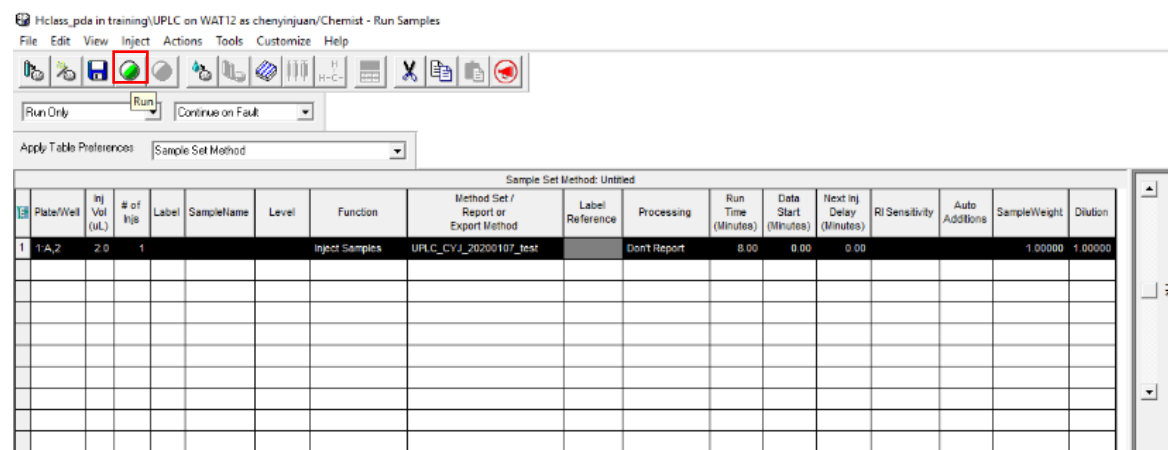 Hclass_pda in training\UPLC on WAT12 as chenyinjuan/Chemist - Run Samples
File Edit View Inject Actions Tools Customize Help
H
H-C-
Run Only Continue on Fault
Run
Apply Table Preferences Sample Set Method
Sample Set Method: Untitled
Plate/Well Inj Vol (uL) # of Injs Label SampleName Level Function Method Set / Report or Export Method Label Reference Processing Run Time (Minutes) Data Start (Minutes) Next Inj. Delay (Minutes) RI Sensitivity Auto Additions SampleWeight Dilution
1 1:A,2 2.0 1 Inject Samples UPLC_CYJ_20200107_test Don't Report 8.00 0.00 0.00 1.00000 1.00000